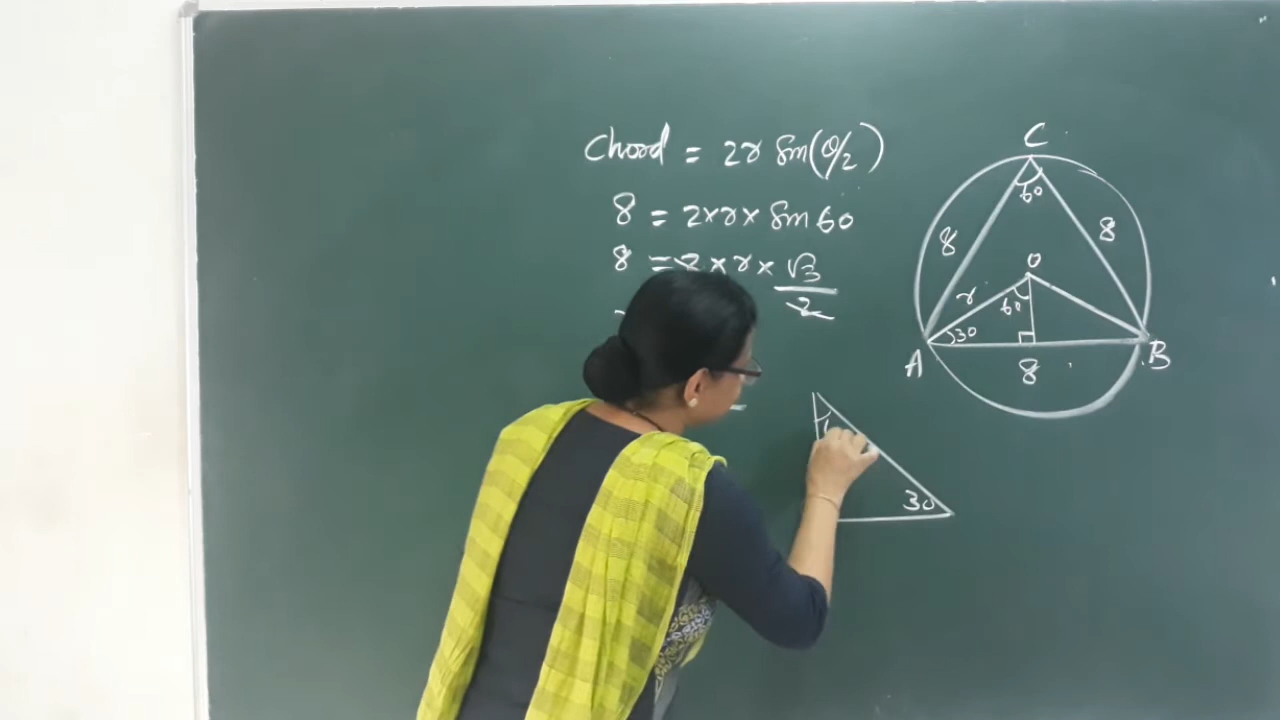 Chord = 2r Sin(θ/2)
8 = 2×r× Sin 60
8 = 2 × r × √3/2
C
60
8
8
O
r
60
30
A
8
B
30